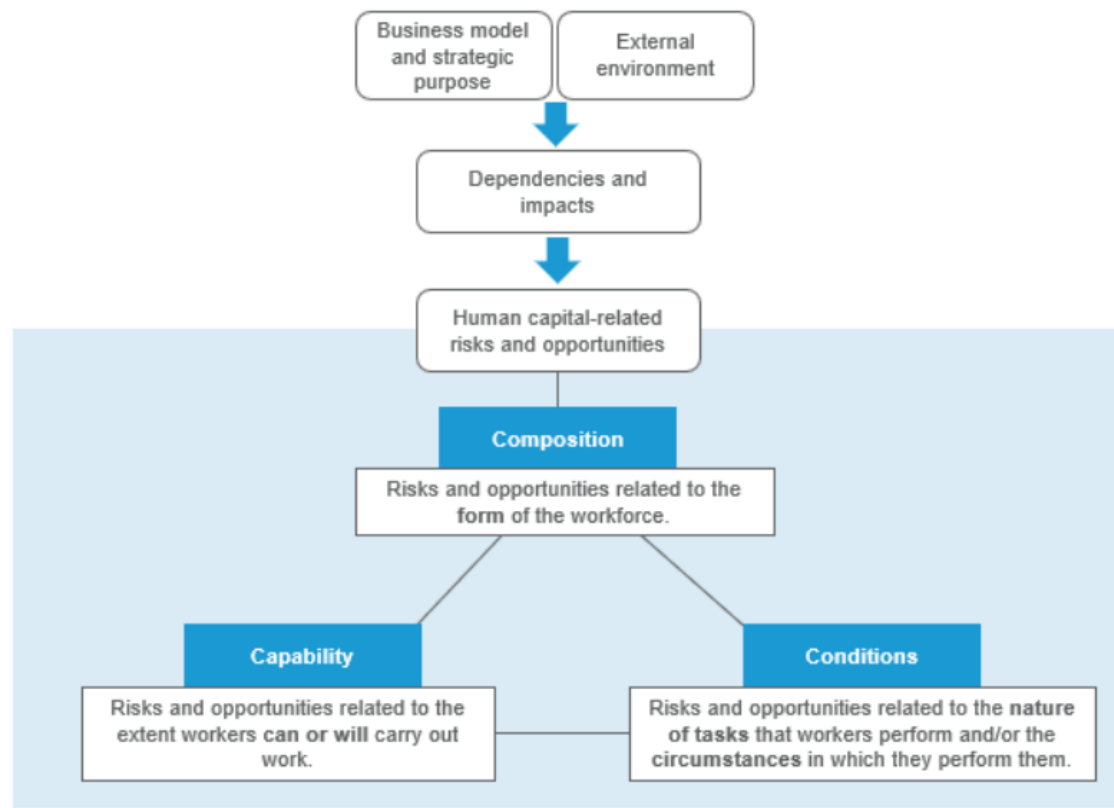 Business model
and strategic
purpose
External
environment
Dependencies and
impacts
Human capital-related
risks and opportunities
Composition
Risks and opportunities related to the
form of the workforce.
Capability
Risks and opportunities related to the
extent workers can or will carry out
work.
Conditions
Risks and opportunities related to the nature
of tasks that workers perform and/or the
circumstances in which they perform them.